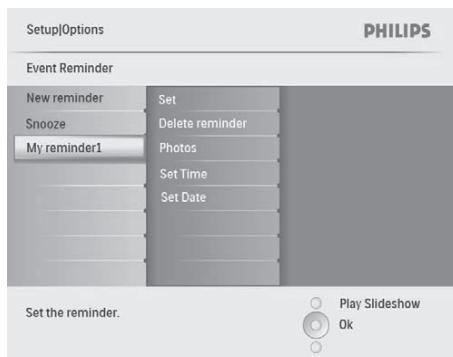 Setup|Options
PHILIPS
Event Reminder
New reminder
Snooze
My reminder1
Set
Delete reminder
Photos
Set Time
Set Date
Set the reminder.
Play Slideshow
Ok